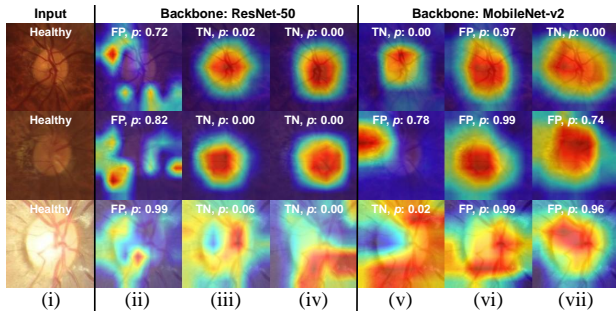 Input Backbone: ResNet-50 Backbone: MobileNet-v2
Healthy FP, p: 0.72 TN, p: 0.02 TN, p: 0.00 TN, p: 0.00 FP, p: 0.97 TN, p: 0.00
Healthy FP, p: 0.82 TN, p: 0.00 TN, p: 0.00 FP, p: 0.78 FP, p: 0.99 FP, p: 0.74
Healthy FP, p: 0.99 TN, p: 0.06 TN, p: 0.00 TN, p: 0.02 FP, p: 0.99 FP, p: 0.96
(i) (ii) (iii) (iv) (v) (vi) (vii)